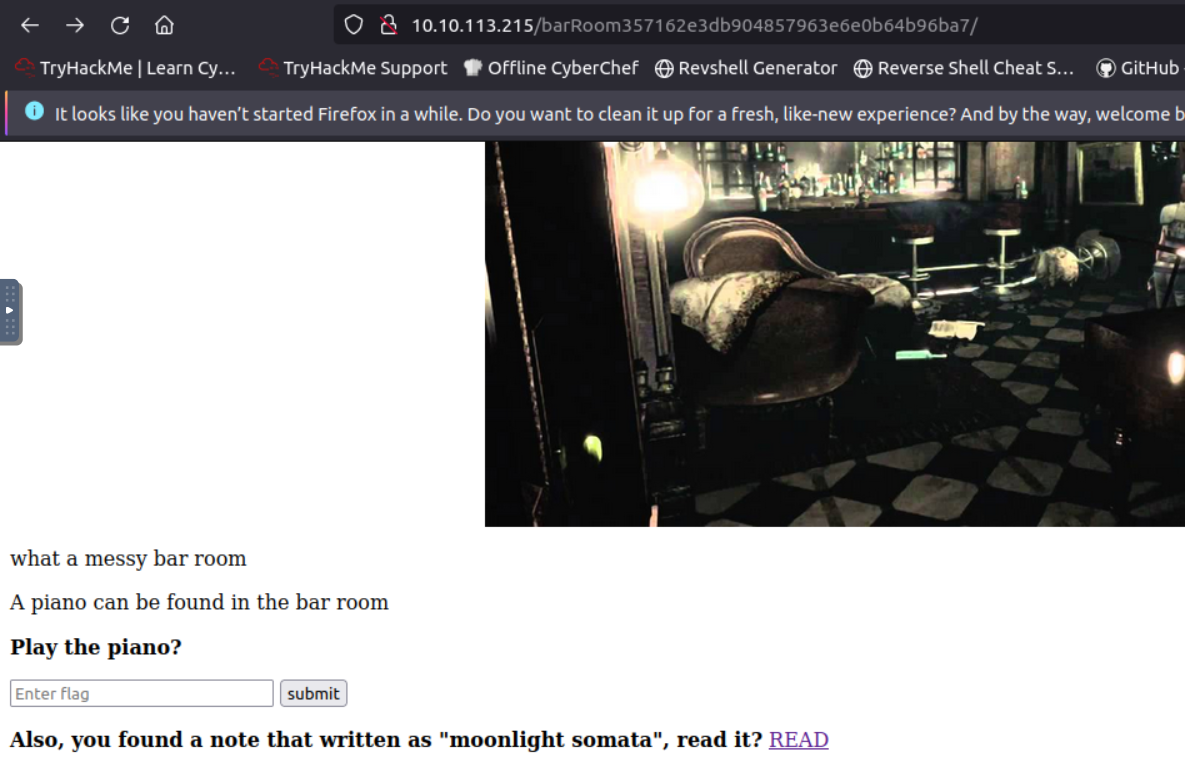 10.10.113.215/barRoom357162e3db904857963e6e0b64b96ba7/
TryHackMe | Learn Cy... TryHackMe Support Offline CyberChef Revshell Generator Reverse Shell Cheat S... GitHub
It looks like you haven’t started Firefox in a while. Do you want to clean it up for a fresh, like-new experience? And by the way, welcome b
what a messy bar room
A piano can be found in the bar room
Play the piano?
Enter flag submit
Also, you found a note that written as "moonlight somata", read it? READ